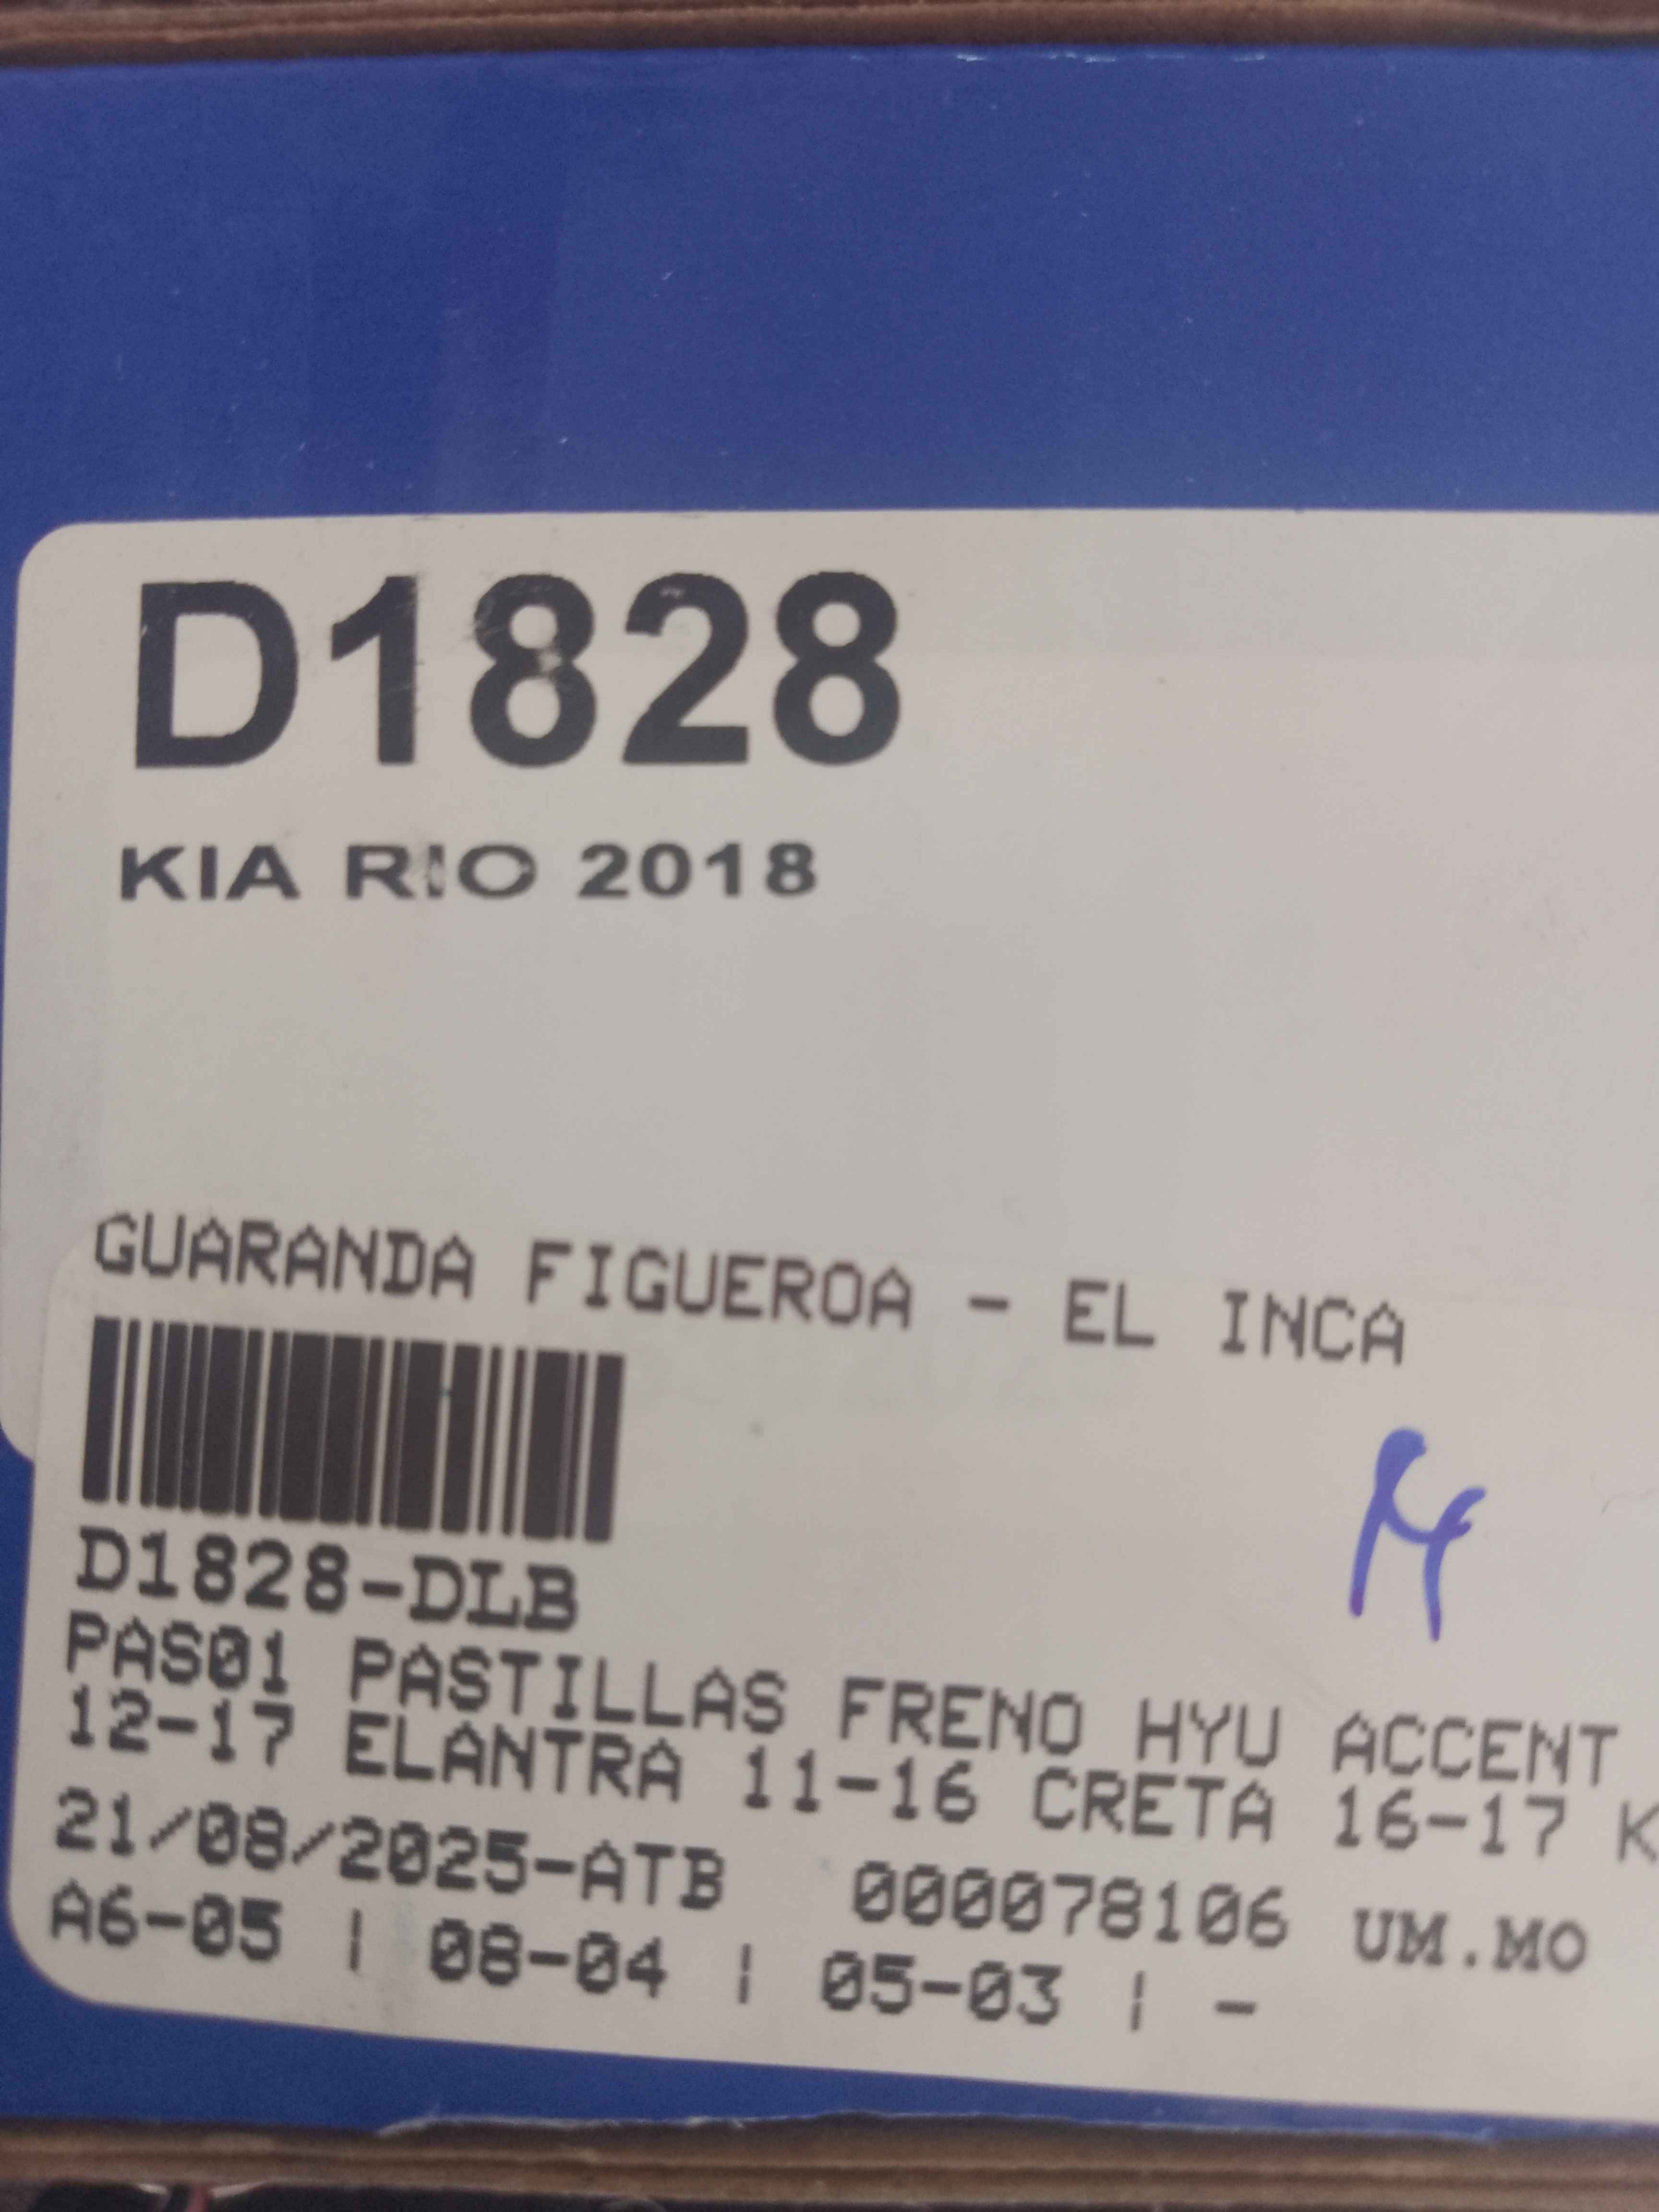 D1828
KIA RIO 2018
GUARANDA FIGUEROA - EL INCA
D1828-DLB
PAS01 PASTILLAS FRENO HYU ACCENT
12-17 ELANTRA 11-16 CRETA 16-17 K
21/08/2025-ATB 000078106 UM.MO
A6-05 | 08-04 | 05-03 | -